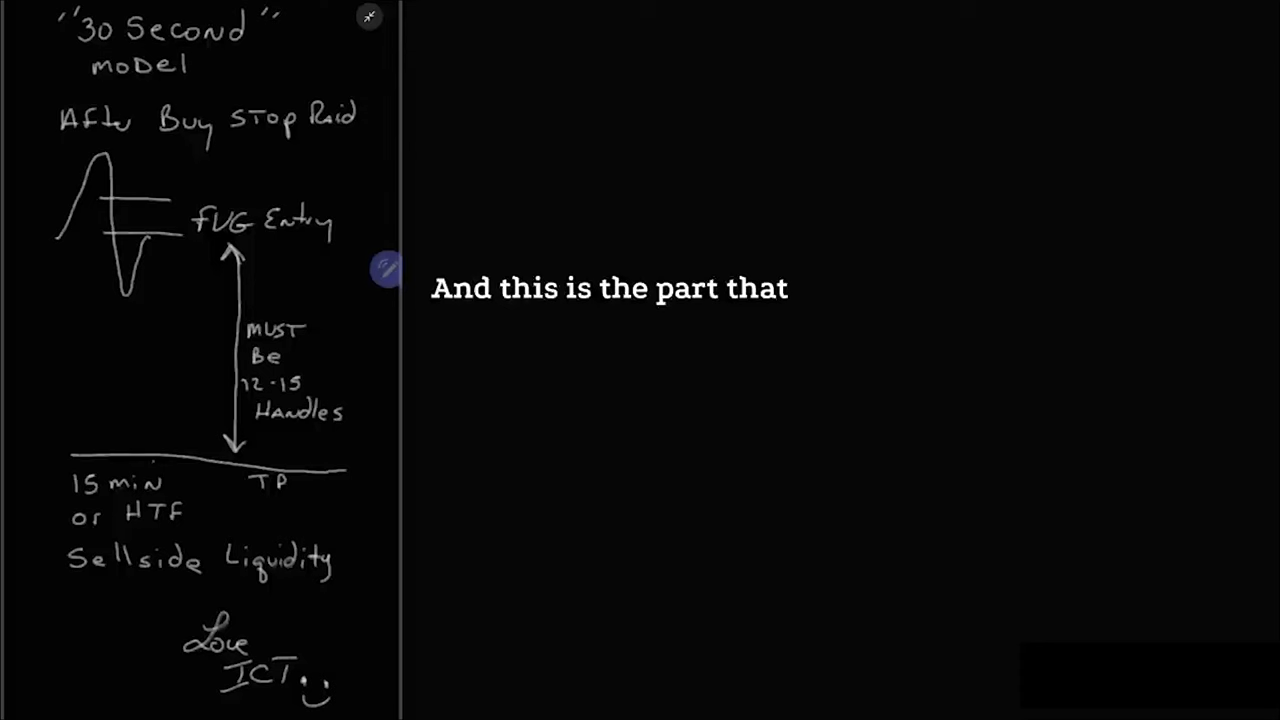 "30 Second"
moDel
After Buy STop Raid
FVG Entry
MUST
Be
12-15
HANDles
15 miN
or HTF
TP
Sellside Liquidity
Love
ICT
And this is the part that